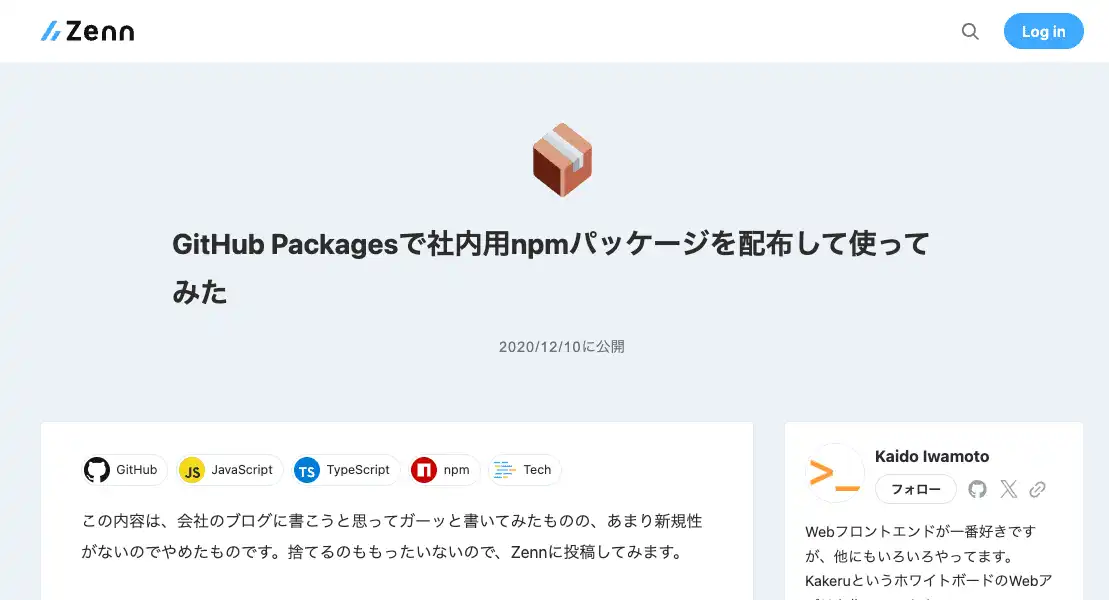 Zenn
Log in
GitHub Packagesで社内用npmパッケージを配布して使って
みた
2020/12/10に公開
GitHub
JS JavaScript
TS TypeScript
npm
Tech
この内容は、会社のブログに書こうと思ってガーッと書いてみたものの、あまり新規性
がないのでやめたものです。捨てるのももったいないので、Zennに投稿してみます。
Kaido Iwamoto
フォロー
Webフロントエンドが一番好きです
が、他にもいろいろやってます。
KakeruというホワイトボードのWebア